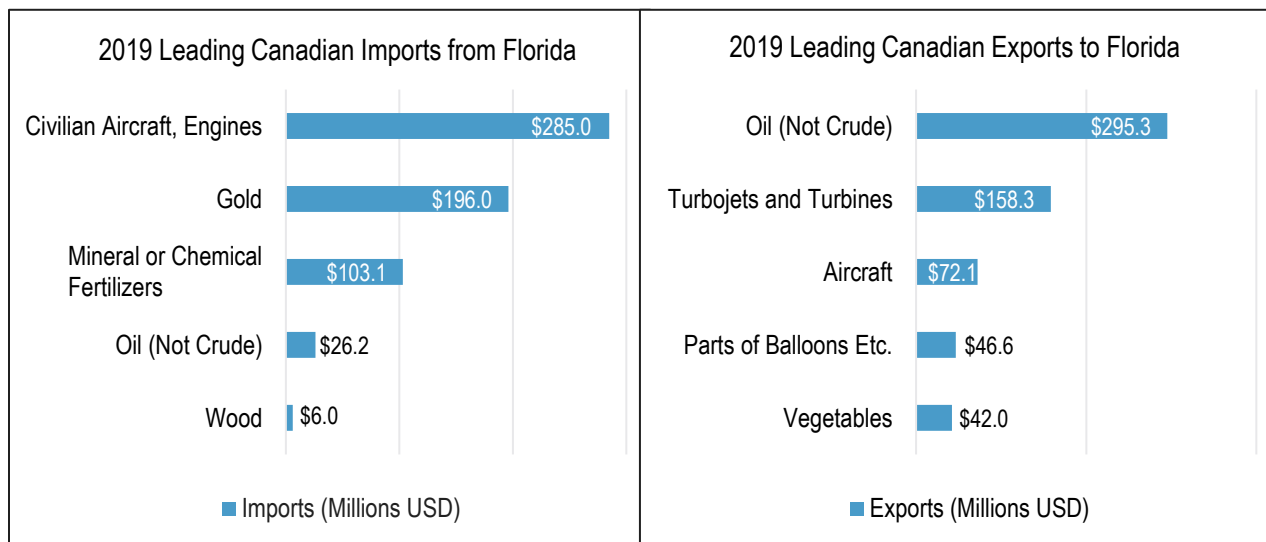 2019 Leading Canadian Imports from Florida
Civilian Aircraft, Engines
$285.0
Gold
$196.0
Mineral or Chemical
Fertilizers
$103.1
Oil (Not Crude)
$26.2
Wood
$6.0
Imports (Millions USD)
2019 Leading Canadian Exports to Florida
Oil (Not Crude)
$295.3
Turbojets and Turbines
$158.3
Aircraft
$72.1
Parts of Balloons Etc.
$46.6
Vegetables
$42.0
Exports (Millions USD)